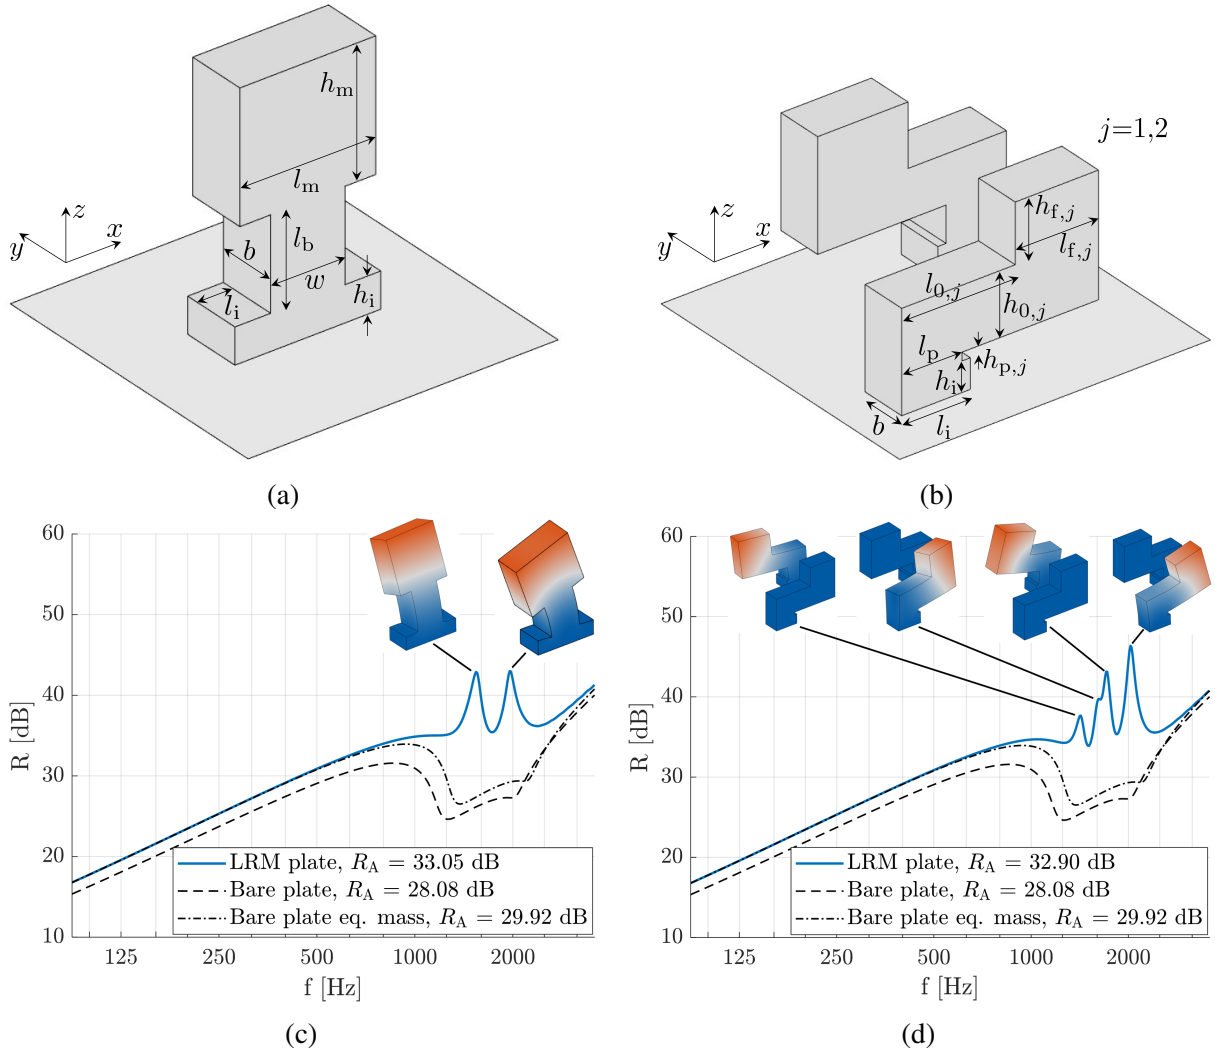 h_m
l_m
z
x
y
b
l_b
w
h_i
l_i
(a)
j=1,2
z
x
y
h_f,j
l_f,j
l_0,j
h_0,j
l_p
h_p,j
h_i
b
l_i
(b)
60
50
40
30
20
10
R [dB]
LRM plate, R_A = 33.05 dB
Bare plate, R_A = 28.08 dB
Bare plate eq. mass, R_A = 29.92 dB
125 250 500 1000 2000
f [Hz]
(c)
60
50
40
30
20
10
R [dB]
LRM plate, R_A = 32.90 dB
Bare plate, R_A = 28.08 dB
Bare plate eq. mass, R_A = 29.92 dB
125 250 500 1000 2000
f [Hz]
(d)